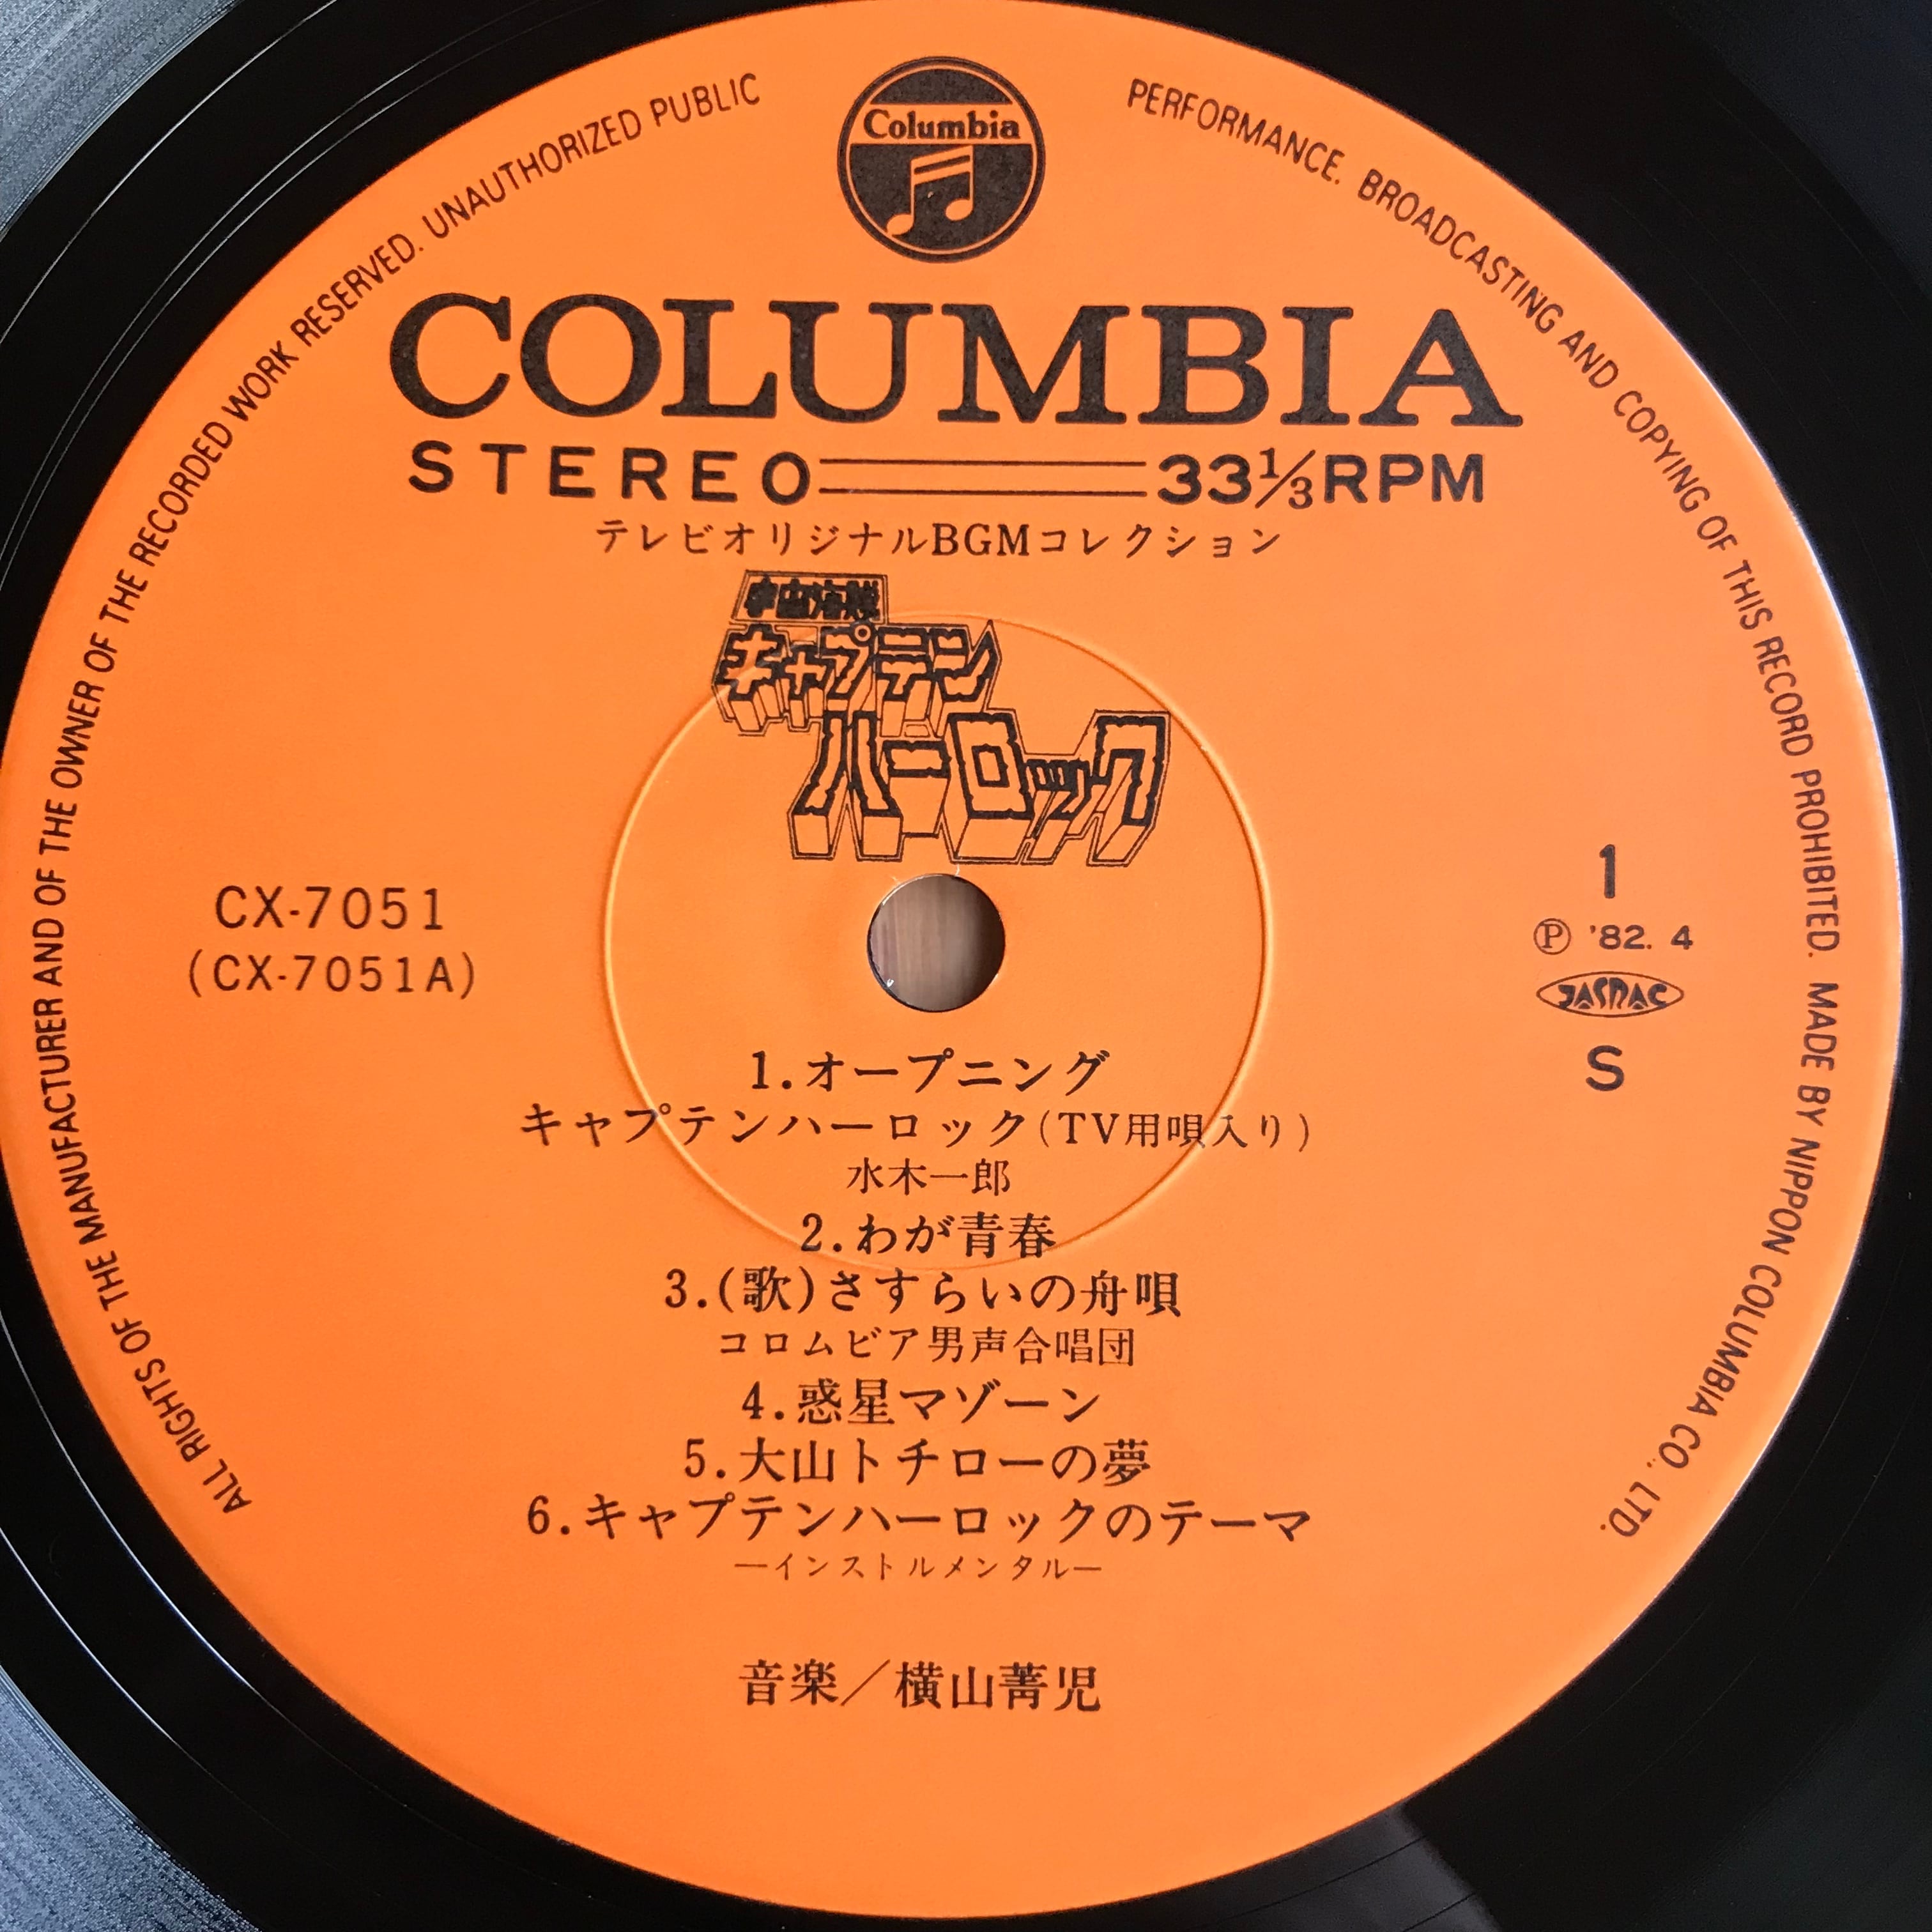 Columbia
ALL RIGHTS OF THE MANUFACTURER AND OF THE OWNER OF THE RECORDED WORK RESERVED. UNAUTHORIZED PUBLIC PERFORMANCE. BROADCASTING AND COPYING OF THIS RECORD PROHIBITED. MADE BY NIPPON COLUMBIA CO., LTD.
COLUMBIA
STEREO 33⅓RPM
テレビオリジナルBGMコレクション
宇宙海賊
キャプテン
ハーロック
CX-7051
(CX-7051A)
1
Ⓟ '82. 4
JASRAC
S
1.オープニング
キャプテンハーロック(TV用唄入り)
水木一郎
2.わが青春
3.(歌)さすらいの舟唄
コロムビア男声合唱団
4.惑星マゾーン
5.大山トチローの夢
6.キャプテンハーロックのテーマ
―インストルメンタル―
音楽／横山菁児